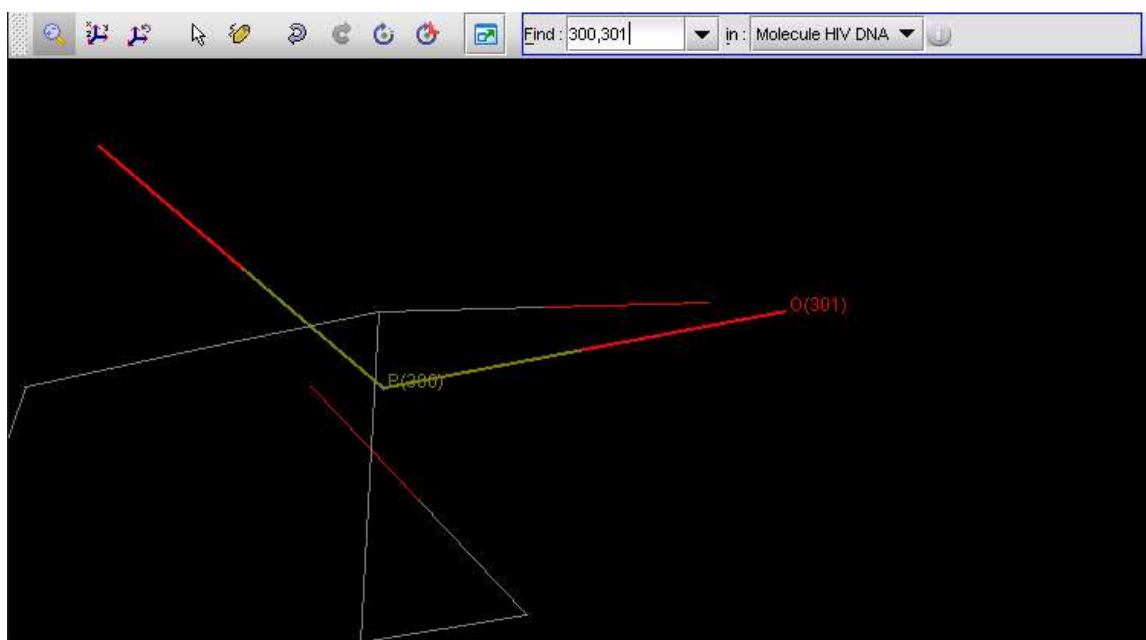 Find : 300,301 in : Molecule HIV DNA
O(301)
P(300)